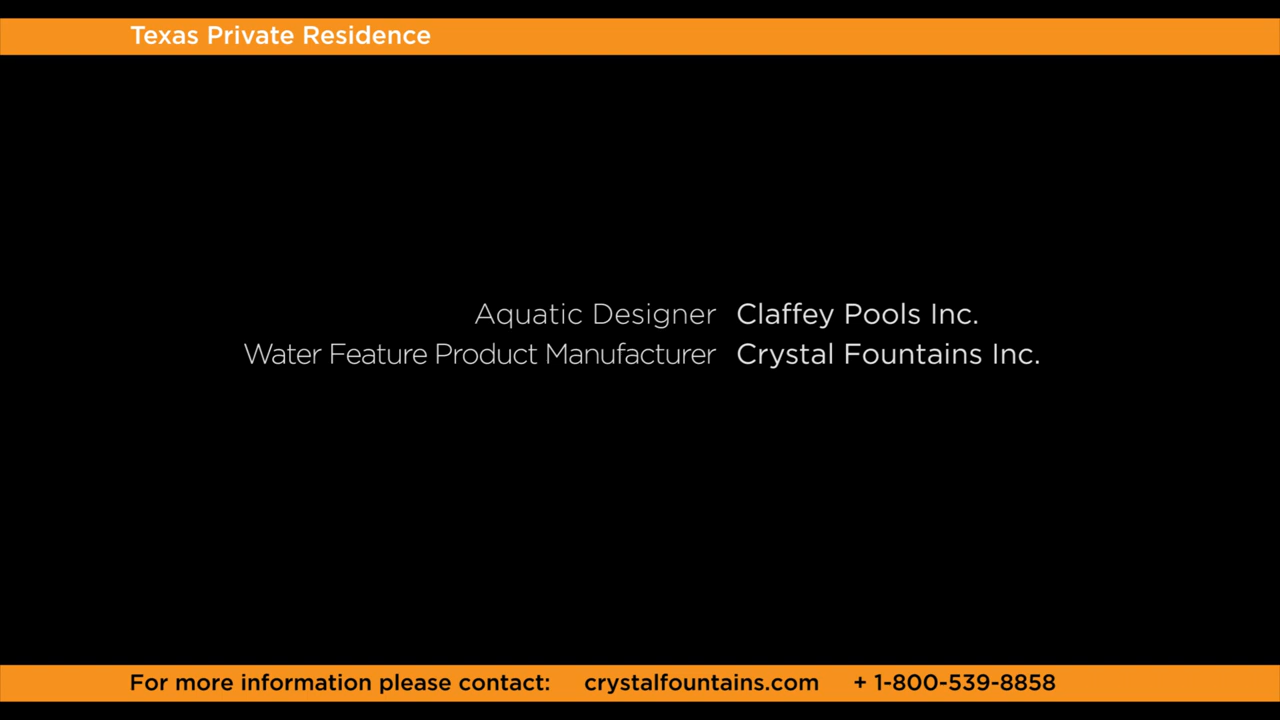 Texas Private Residence
Aquatic Designer Claffey Pools Inc.
Water Feature Product Manufacturer Crystal Fountains Inc.
For more information please contact: crystalfountains.com + 1-800-539-8858